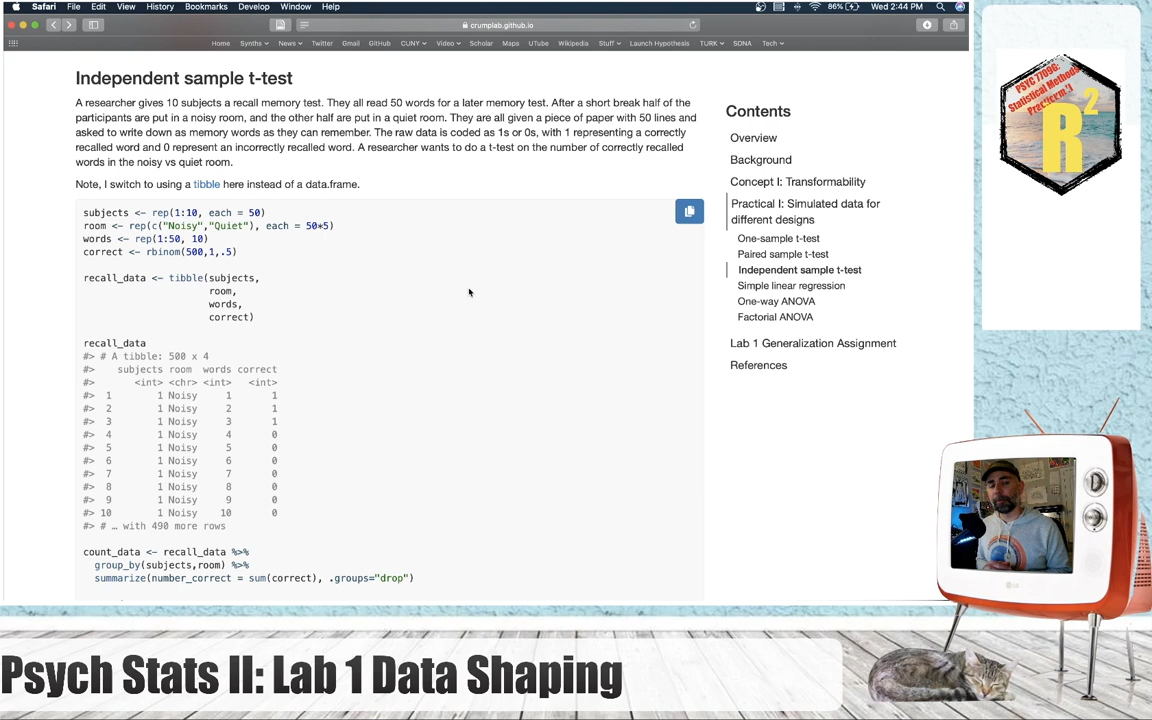 Safari File Edit View History Bookmarks Develop Window Help 86% Wed 2:44 PM
crumplab.github.io
Home Synths News Twitter Gmail GitHub CUNY Video Scholar Maps UTube Wikipedia Stuff Launch Hypothesis TURK SONA Tech
Independent sample t-test
A researcher gives 10 subjects a recall memory test. They all read 50 words for a later memory test. After a short break half of the
participants are put in a noisy room, and the other half are put in a quiet room. They are all given a piece of paper with 50 lines and
asked to write down as memory words as they can remember. The raw data is coded as 1s or 0s, with 1 representing a correctly
recalled word and 0 represent an incorrectly recalled word. A researcher wants to do a t-test on the number of correctly recalled
words in the noisy vs quiet room.
Note, I switch to using a tibble here instead of a data.frame.
subjects <- rep(1:10, each = 50)
room <- rep(c("Noisy","Quiet"), each = 50*5)
words <- rep(1:50, 10)
correct <- rbinom(500,1,.5)
recall_data <- tibble(subjects,
room,
words,
correct)
recall_data
#> # A tibble: 500 x 4
#> subjects room words correct
#> <int> <chr> <int> <int>
#> 1 1 Noisy 1 1
#> 2 1 Noisy 2 1
#> 3 1 Noisy 3 1
#> 4 1 Noisy 4 0
#> 5 1 Noisy 5 0
#> 6 1 Noisy 6 0
#> 7 1 Noisy 7 0
#> 8 1 Noisy 8 0
#> 9 1 Noisy 9 0
#> 10 1 Noisy 10 0
#> # … with 490 more rows
count_data <- recall_data %>%
group_by(subjects,room) %>%
summarize(number_correct = sum(correct), .groups="drop")
Contents
Overview
Background
Concept I: Transformability
Practical I: Simulated data for
different designs
One-sample t-test
Paired sample t-test
Independent sample t-test
Simple linear regression
One-way ANOVA
Factorial ANOVA
Lab 1 Generalization Assignment
References
PSYC 7709G:
Statistical Methods
R2
LG
Psych Stats II: Lab 1 Data Shaping